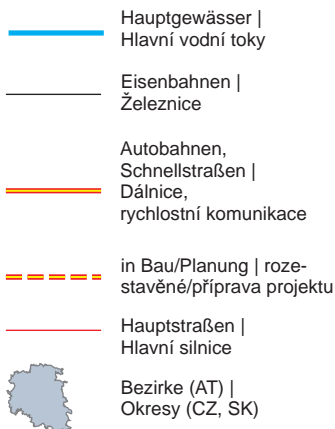 Hauptgewässer |
Hlavní vodní toky
Eisenbahnen |
Železnice
Autobahnen,
Schnellstraßen |
Dálnice,
rychlostní komunikace
in Bau/Planung | roze-
stavěné/příprava projektu
Hauptstraßen |
Hlavní silnice
Bezirke (AT) |
Okresy (CZ, SK)